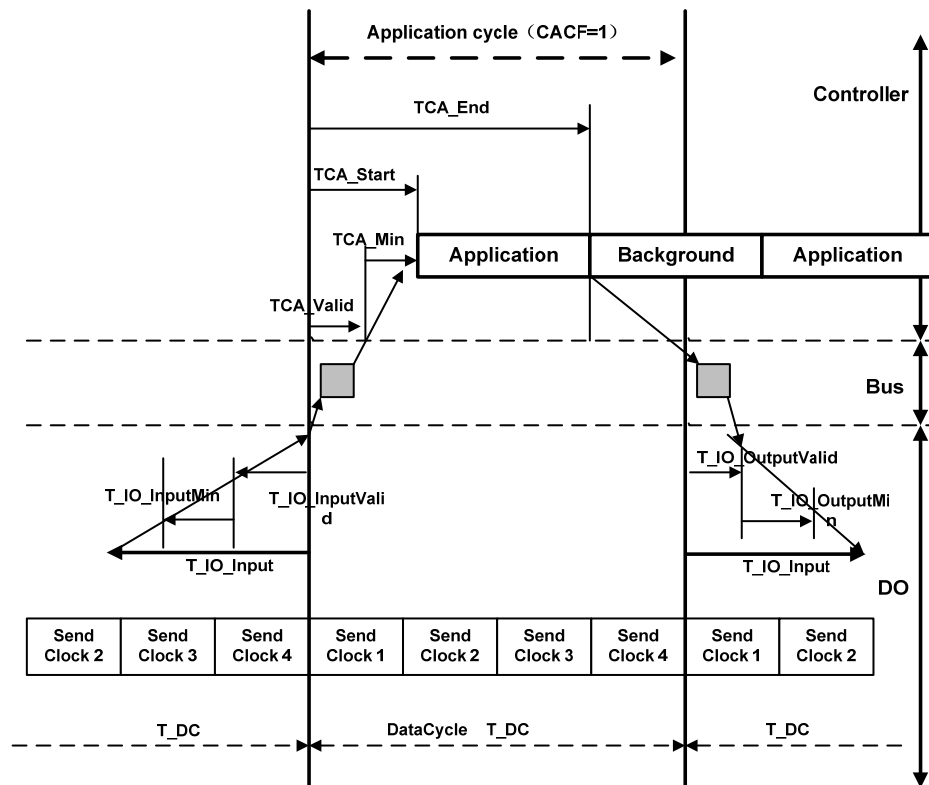 Application cycle（CACF=1）
Controller
TCA_End
TCA_Start
TCA_Min
Application
Background
Application
TCA_Valid
Bus
T_IO_OutputValid
T_IO_InputMin
T_IO_InputVali
d
T_IO_OutputMi
n
T_IO_Input
T_IO_Input
DO
Send
Clock 2
Send
Clock 3
Send
Clock 4
Send
Clock 1
Send
Clock 2
Send
Clock 3
Send
Clock 4
Send
Clock 1
Send
Clock 2
T_DC
DataCycle T_DC
T_DC